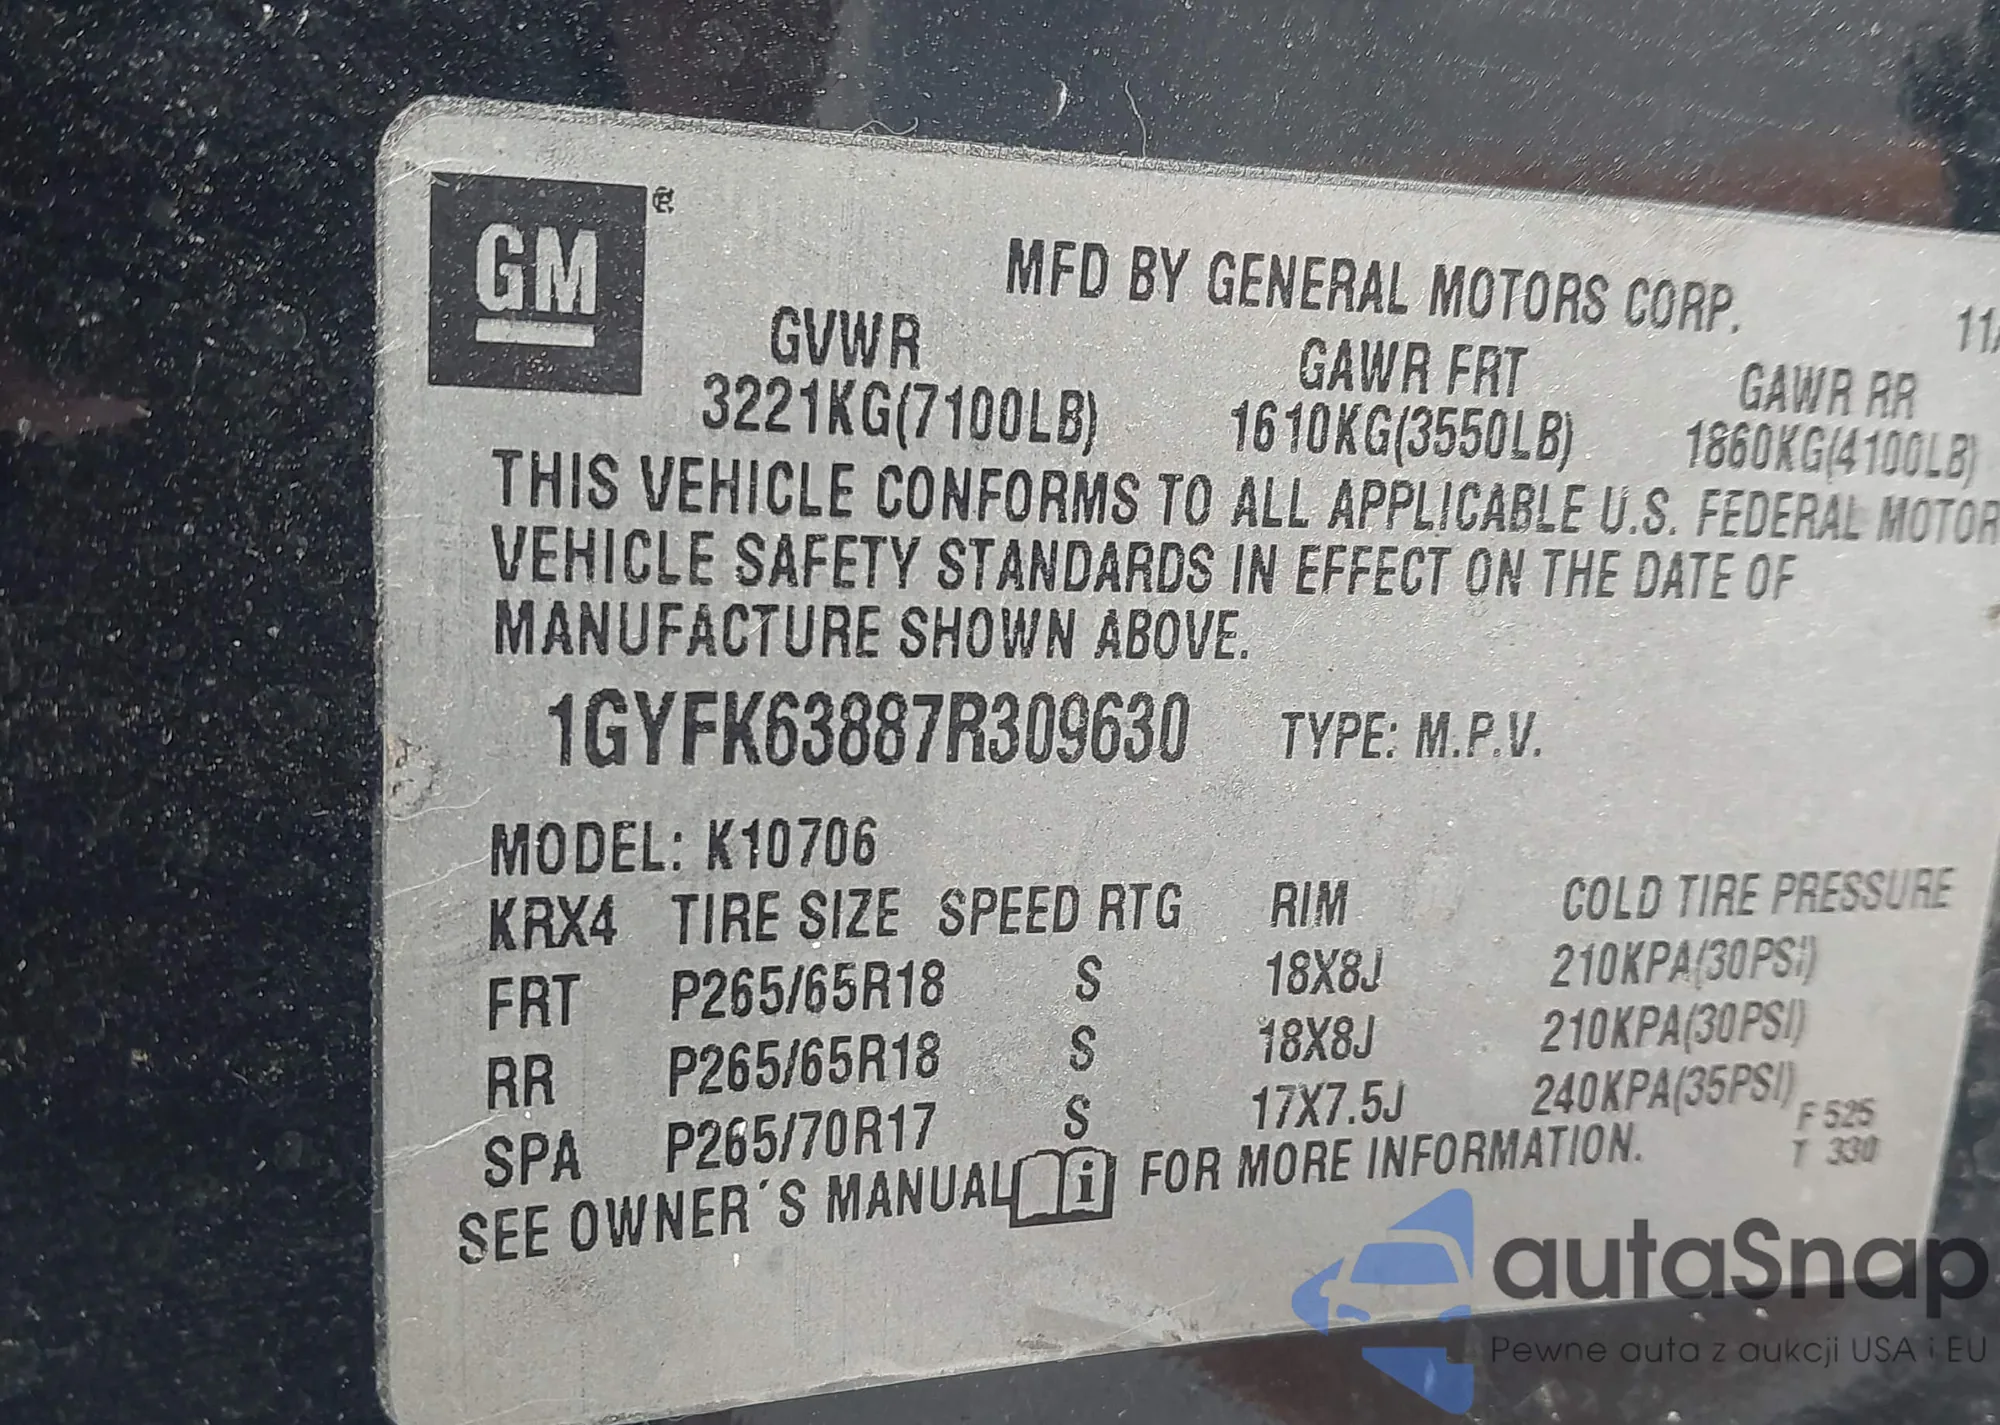 GM ®
MFD BY GENERAL MOTORS CORP. 11/
GVWR GAWR FRT GAWR RR
3221KG(7100LB) 1610KG(3550LB) 1860KG(4100LB)
THIS VEHICLE CONFORMS TO ALL APPLICABLE U.S. FEDERAL MOTOR
VEHICLE SAFETY STANDARDS IN EFFECT ON THE DATE OF
MANUFACTURE SHOWN ABOVE.
1GYFK63887R309630 TYPE: M.P.V.
MODEL: K10706
KRX4 TIRE SIZE SPEED RTG RIM COLD TIRE PRESSURE
FRT P265/65R18 S 18X8J 210KPA(30PSI)
RR P265/65R18 S 18X8J 210KPA(30PSI)
SPA P265/70R17 S 17X7.5J 240KPA(35PSI)
F 525
T 330
SEE OWNER´S MANUAL i FOR MORE INFORMATION.
autaSnap
Pewne auta z aukcji USA i EU